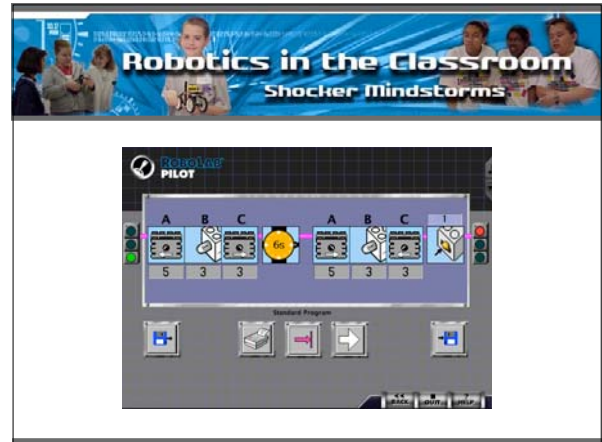 Robotics in the Classroom
Shocker Mindstorms
ROBOLAB
PILOT
A B C A B C 1
6s
5 3 3 5 3 3
Standard Program
BACK QUIT HELP